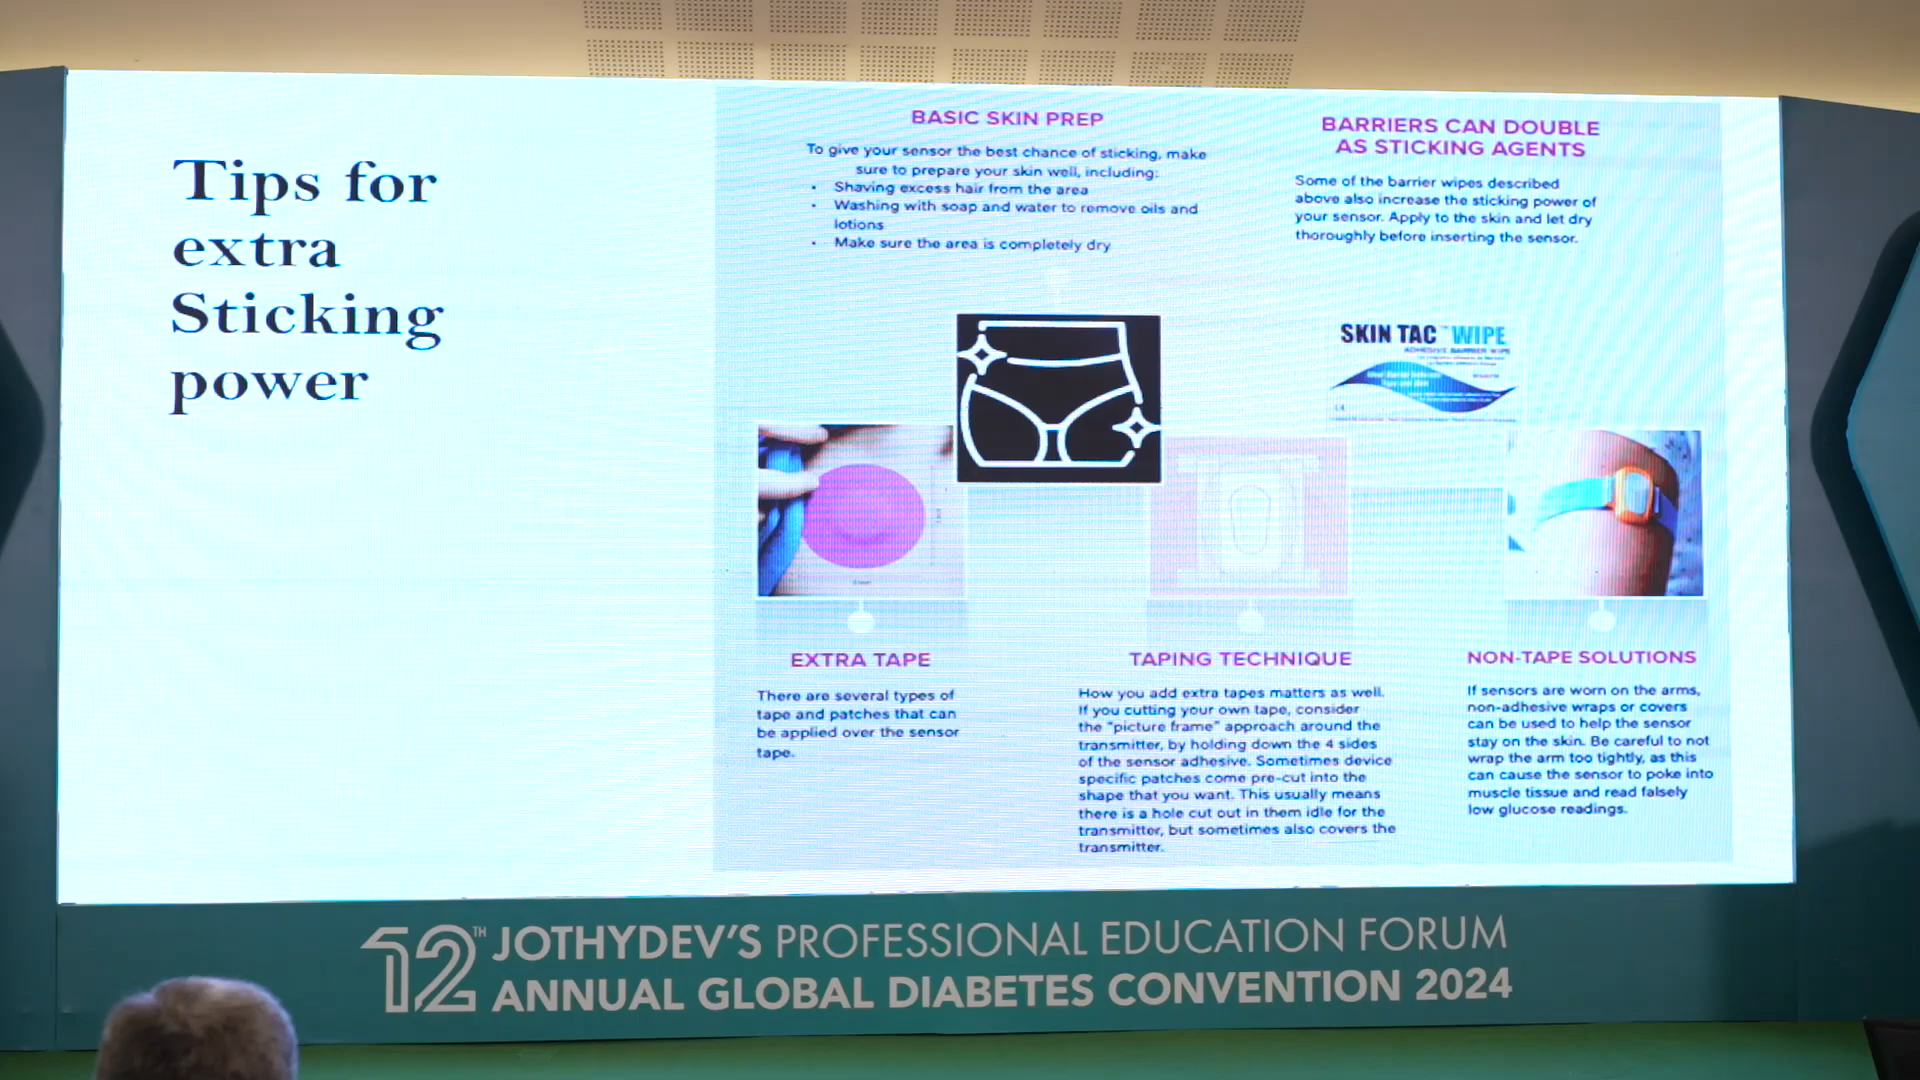 Tips for
extra
Sticking
power
BASIC SKIN PREP
To give your sensor the best chance of sticking, make
sure to prepare your skin well, including:
• Shaving excess hair from the area
• Washing with soap and water to remove oils and
lotions
• Make sure the area is completely dry
BARRIERS CAN DOUBLE
AS STICKING AGENTS
Some of the barrier wipes described
above also increase the sticking power of
your sensor. Apply to the skin and let dry
thoroughly before inserting the sensor.
SKIN TAC™ WIPE
ADHESIVE BARRIER WIPE
EXTRA TAPE
There are several types of
tape and patches that can
be applied over the sensor
tape.
TAPING TECHNIQUE
How you add extra tapes matters as well.
If you cutting your own tape, consider
the "picture frame" approach around the
transmitter, by holding down the 4 sides
of the sensor adhesive. Sometimes device
specific patches come pre-cut into the
shape that you want. This usually means
there is a hole cut out in them idle for the
transmitter, but sometimes also covers the
transmitter.
NON-TAPE SOLUTIONS
If sensors are worn on the arms,
non-adhesive wraps or covers
can be used to help the sensor
stay on the skin. Be careful to not
wrap the arm too tightly, as this
can cause the sensor to poke into
muscle tissue and read falsely
low glucose readings.
12TH JOTHYDEV'S PROFESSIONAL EDUCATION FORUM
ANNUAL GLOBAL DIABETES CONVENTION 2024